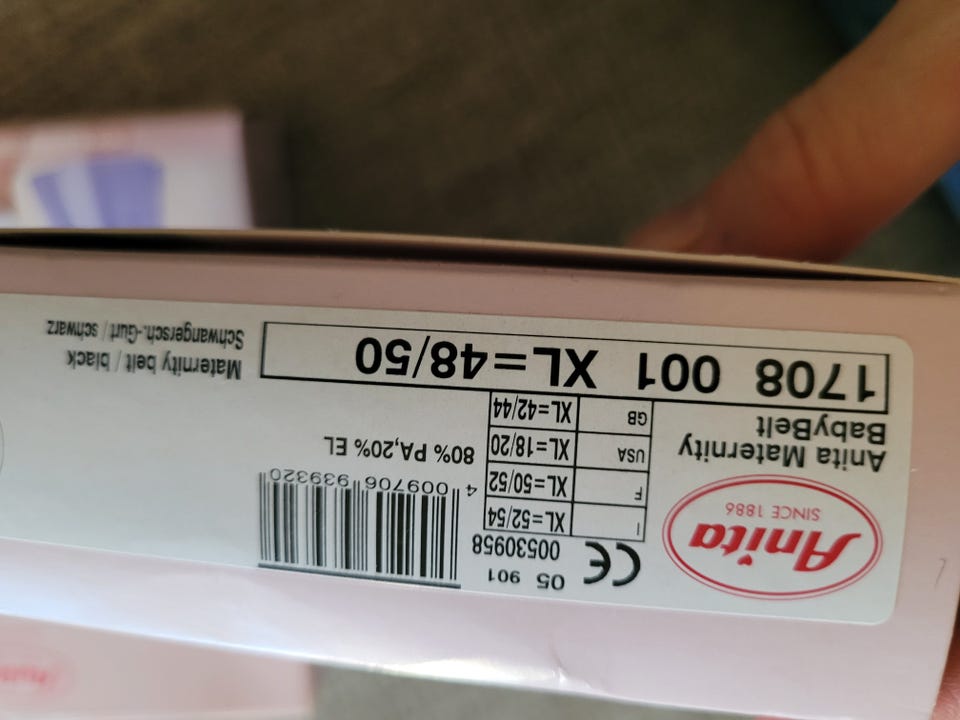 Anita
SINCE 1886
CE
05 901
00530958
I XL=52/54
F XL=50/52
USA XL=18/20
GB XL=42/44
4 009706 939320
80% PA,20% EL
Anita Maternity
BabyBelt
1708 001 XL=48/50
Maternity belt / black
Schwangersch.-Gurt / schwarz